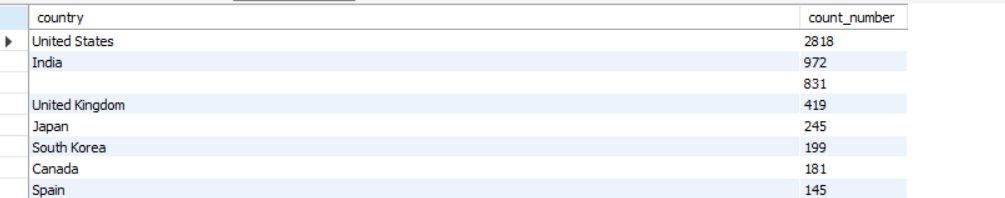 country count_number
United States 2818
India 972
831
United Kingdom 419
Japan 245
South Korea 199
Canada 181
Spain 145